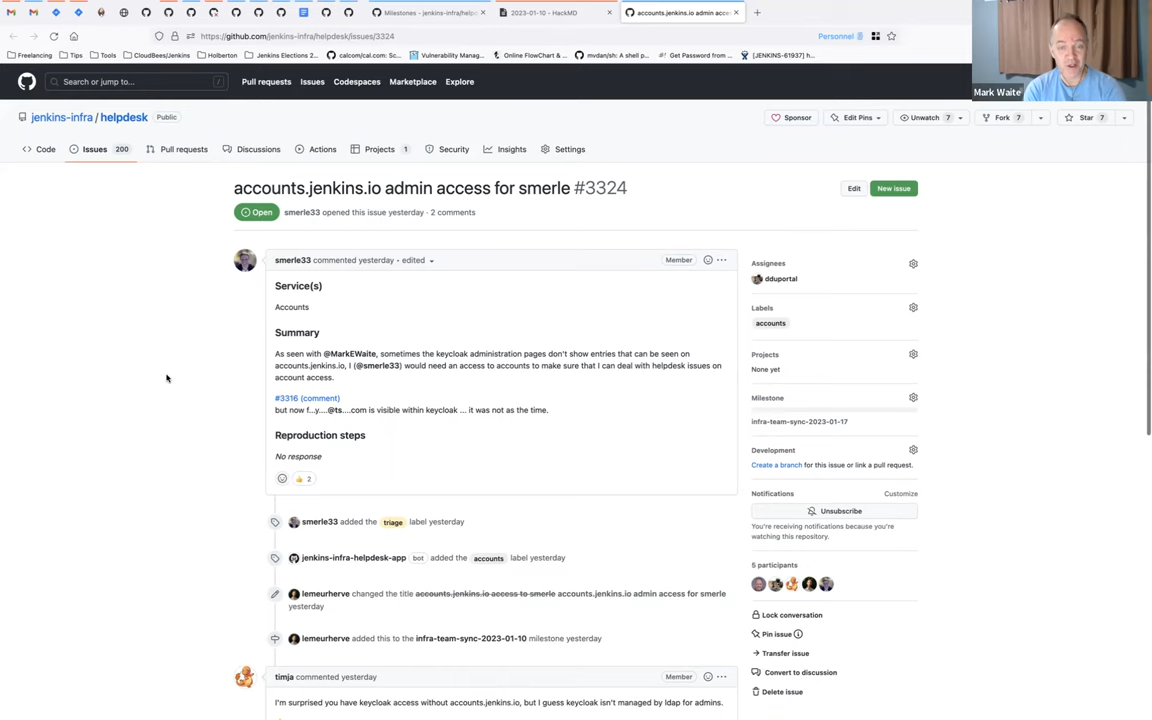 Milestones - jenkins-infra/help
2023-01-10 - HackMD
accounts.jenkins.io admin acce
https://github.com/jenkins-infra/helpdesk/issues/3324
Personnel
Freelancing
Tips
Tools
CloudBees/Jenkins
Holberton
Jenkins Elections 2...
calcom/cal.com: Sc...
Vulnerability Manag...
Online FlowChart & ...
mvdan/sh: A shell p...
Get Password from ...
[JENKINS-61937] h...
Mark Waite
Search or jump to...
/
Pull requests
Issues
Codespaces
Marketplace
Explore
jenkins-infra / helpdesk
Public
Sponsor
Edit Pins
Unwatch 7
Fork 7
Star 7
Code
Issues 200
Pull requests
Discussions
Actions
Projects 1
Security
Insights
Settings
accounts.jenkins.io admin access for smerle #3324
Edit
New issue
Open
smerle33 opened this issue yesterday · 2 comments
smerle33 commented yesterday • edited
Member
Service(s)
Accounts
Summary
As seen with @MarkEWaite, sometimes the keycloak administration pages don't show entries that can be seen on
accounts.jenkins.io, I (@smerle33) would need an access to accounts to make sure that I can deal with helpdesk issues on
account access.
#3316 (comment)
but now f...y....@ts....com is visible within keycloak ... it was not as the time.
Reproduction steps
No response
2
smerle33 added the triage label yesterday
jenkins-infra-helpdesk-app bot added the accounts label yesterday
lemeurherve changed the title accounts.jenkins.io access to smerle accounts.jenkins.io admin access for smerle
yesterday
lemeurherve added this to the infra-team-sync-2023-01-10 milestone yesterday
timja commented yesterday
Member
I'm surprised you have keycloak access without accounts.jenkins.io, but I guess keycloak isn't managed by ldap for admins.
Assignees
dduportal
Labels
accounts
Projects
None yet
Milestone
infra-team-sync-2023-01-17
Development
Create a branch for this issue or link a pull request.
Notifications
Customize
Unsubscribe
You're receiving notifications because you're
watching this repository.
5 participants
Lock conversation
Pin issue
Transfer issue
Convert to discussion
Delete issue